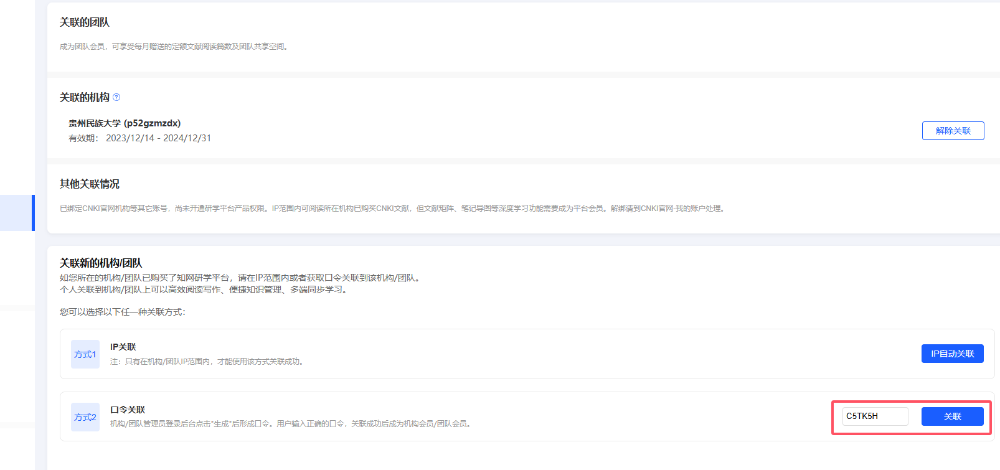 关联的团队
成为团队会员，可享受每月赠送的定额文献阅读篇数及团队共享空间。
关联的机构 ?
贵州民族大学 (p52gzmzdx)
有效期： 2023/12/14 - 2024/12/31
解除关联
其他关联情况
已绑定CNKI官网机构等其它账号，尚未开通研学平台产品权限。IP范围内可阅读所在机构已购买CNKI文献，但文献矩阵、笔记导图等深度学习功能需要成为平台会员。解绑请到CNKI官网-我的账户处理。
关联新的机构/团队
如您所在的机构/团队已购买了知网研学平台，请在IP范围内或者获取口令关联到该机构/团队。
个人关联到机构/团队上可以高效阅读写作、便捷知识管理、多端同步学习。
您可以选择以下任一种关联方式：
方式1
IP关联
注：只有在机构/团队IP范围内，才能使用该方式关联成功。
IP自动关联
方式2
口令关联
机构/团队管理员登录后台点击"生成"后形成口令。用户输入正确的口令，关联成功后成为机构会员/团队会员。
C5TK5H
关联